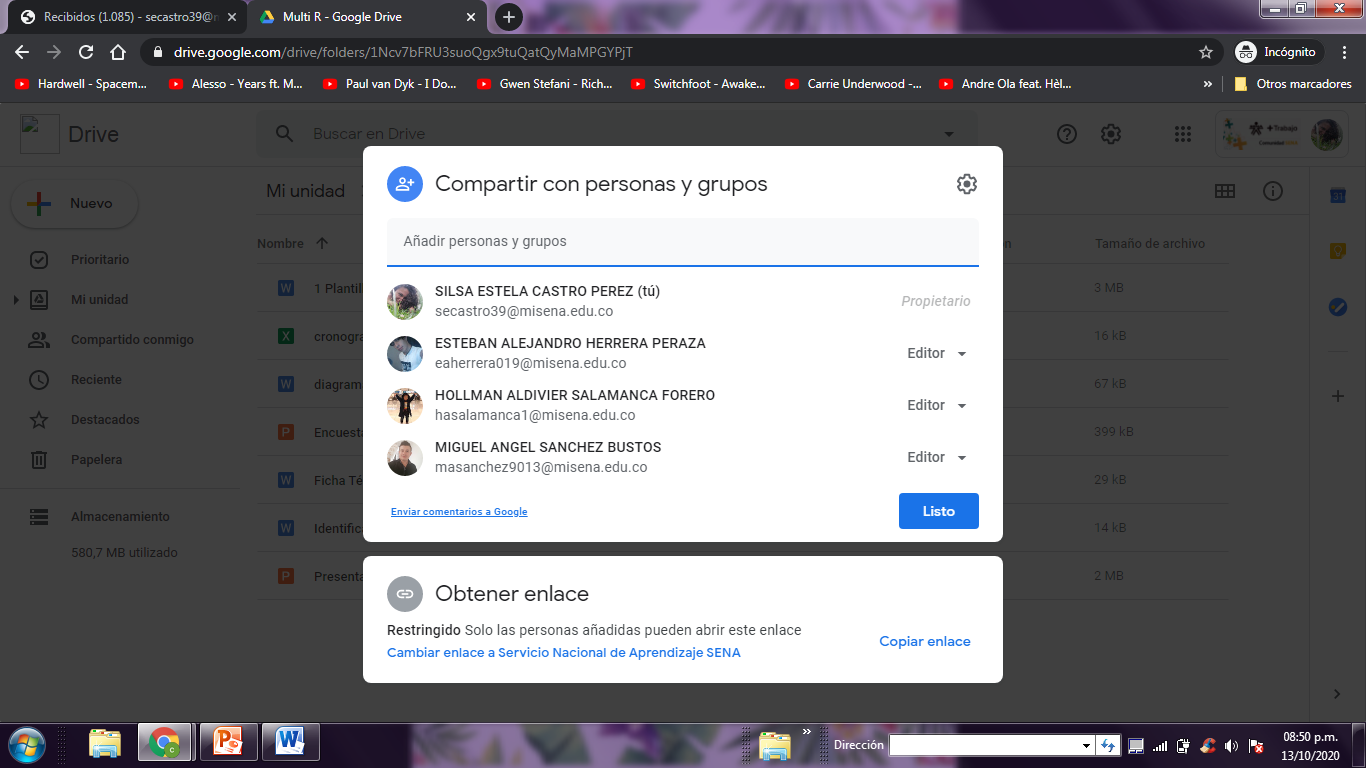 Recibidos (1.085) - secastro39@m
Multi R - Google Drive
drive.google.com/drive/folders/1Ncv7bFRU3suoQgx9tuQatQyMaMPGYPjT
Incógnito
Hardwell - Spacem...
Alesso - Years ft. M...
Paul van Dyk - I Do...
Gwen Stefani - Rich...
Switchfoot - Awake...
Carrie Underwood -...
Andre Ola feat. Hèl...
»
Otros marcadores
Drive
Buscar en Drive
+Trabajo
Nuevo
Mi unidad
Prioritario
Mi unidad
Compartido conmigo
Reciente
Destacados
Papelera
Almacenamiento
580,7 MB utilizado
Nombre
Tamaño de archivo
1 Plantil
3 MB
cronogra
16 kB
diagram
67 kB
Encuest
399 kB
Ficha Té
29 kB
Identific
14 kB
Present
2 MB
Compartir con personas y grupos
Añadir personas y grupos
SILSA ESTELA CASTRO PEREZ (tú)
secastro39@misena.edu.co
Propietario
ESTEBAN ALEJANDRO HERRERA PERAZA
eaherrera019@misena.edu.co
Editor
HOLLMAN ALDIVIER SALAMANCA FORERO
hasalamanca1@misena.edu.co
Editor
MIGUEL ANGEL SANCHEZ BUSTOS
masanchez9013@misena.edu.co
Editor
Enviar comentarios a Google
Listo
Obtener enlace
Restringido Solo las personas añadidas pueden abrir este enlace
Cambiar enlace a Servicio Nacional de Aprendizaje SENA
Copiar enlace
31
»
Dirección
08:50 p.m.
13/10/2020